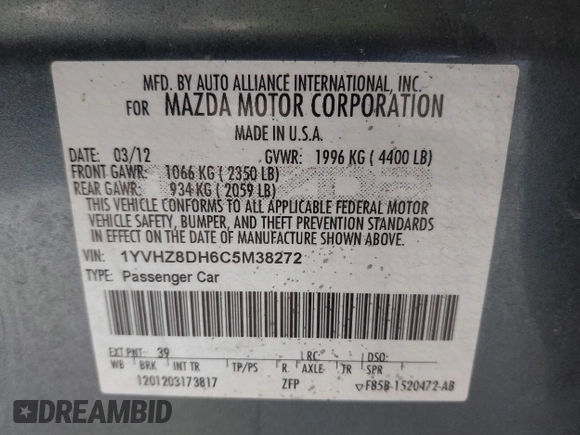 MFD. BY AUTO ALLIANCE INTERNATIONAL, INC.
FOR MAZDA MOTOR CORPORATION
MADE IN U.S.A.
DATE: 03/12 GVWR: 1996 KG ( 4400 LB)
FRONT GAWR: 1066 KG ( 2350 LB)
REAR GAWR: 934 KG ( 2059 LB)
THIS VEHICLE CONFORMS TO ALL APPLICABLE FEDERAL MOTOR
VEHICLE SAFETY, BUMPER, AND THEFT PREVENTION STANDARDS
IN EFFECT ON THE DATE OF MANUFACTURE SHOWN ABOVE.
VIN: 1YVHZ8DH6C5M38272
TYPE: Passenger Car
EXT PNT: 39 RC: DSO:
WB BRK INT TR TP/PS R AXLE TR SPR
1201203173817 ZFP F85B-1520472-AB
DREAMBID